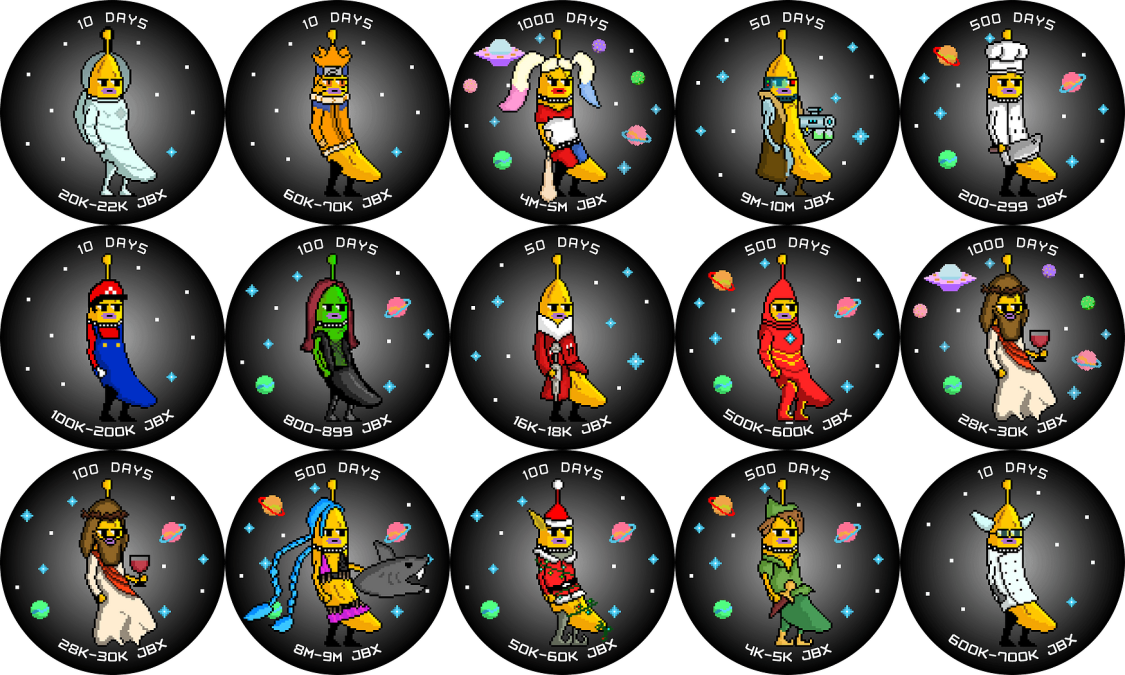 10 DAYS
20K-22K JBX
10 DAYS
60K-70K JBX
1000 DAYS
4M-5M JBX
50 DAYS
9M-10M JBX
500 DAYS
200-299 JBX
10 DAYS
100K-200K JBX
100 DAYS
800-899 JBX
50 DAYS
16K-18K JBX
500 DAYS
500K-600K JBX
1000 DAYS
28K-30K JBX
100 DAYS
28K-30K JBX
500 DAYS
8M-9M JBX
100 DAYS
50K-60K JBX
500 DAYS
4K-5K JBX
10 DAYS
600K-700K JBX